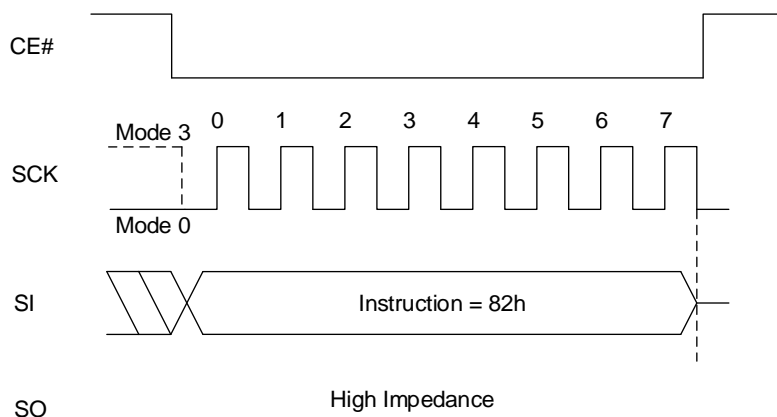 CE#
Mode 3 0 1 2 3 4 5 6 7
SCK
Mode 0
SI Instruction = 82h
High Impedance
SO